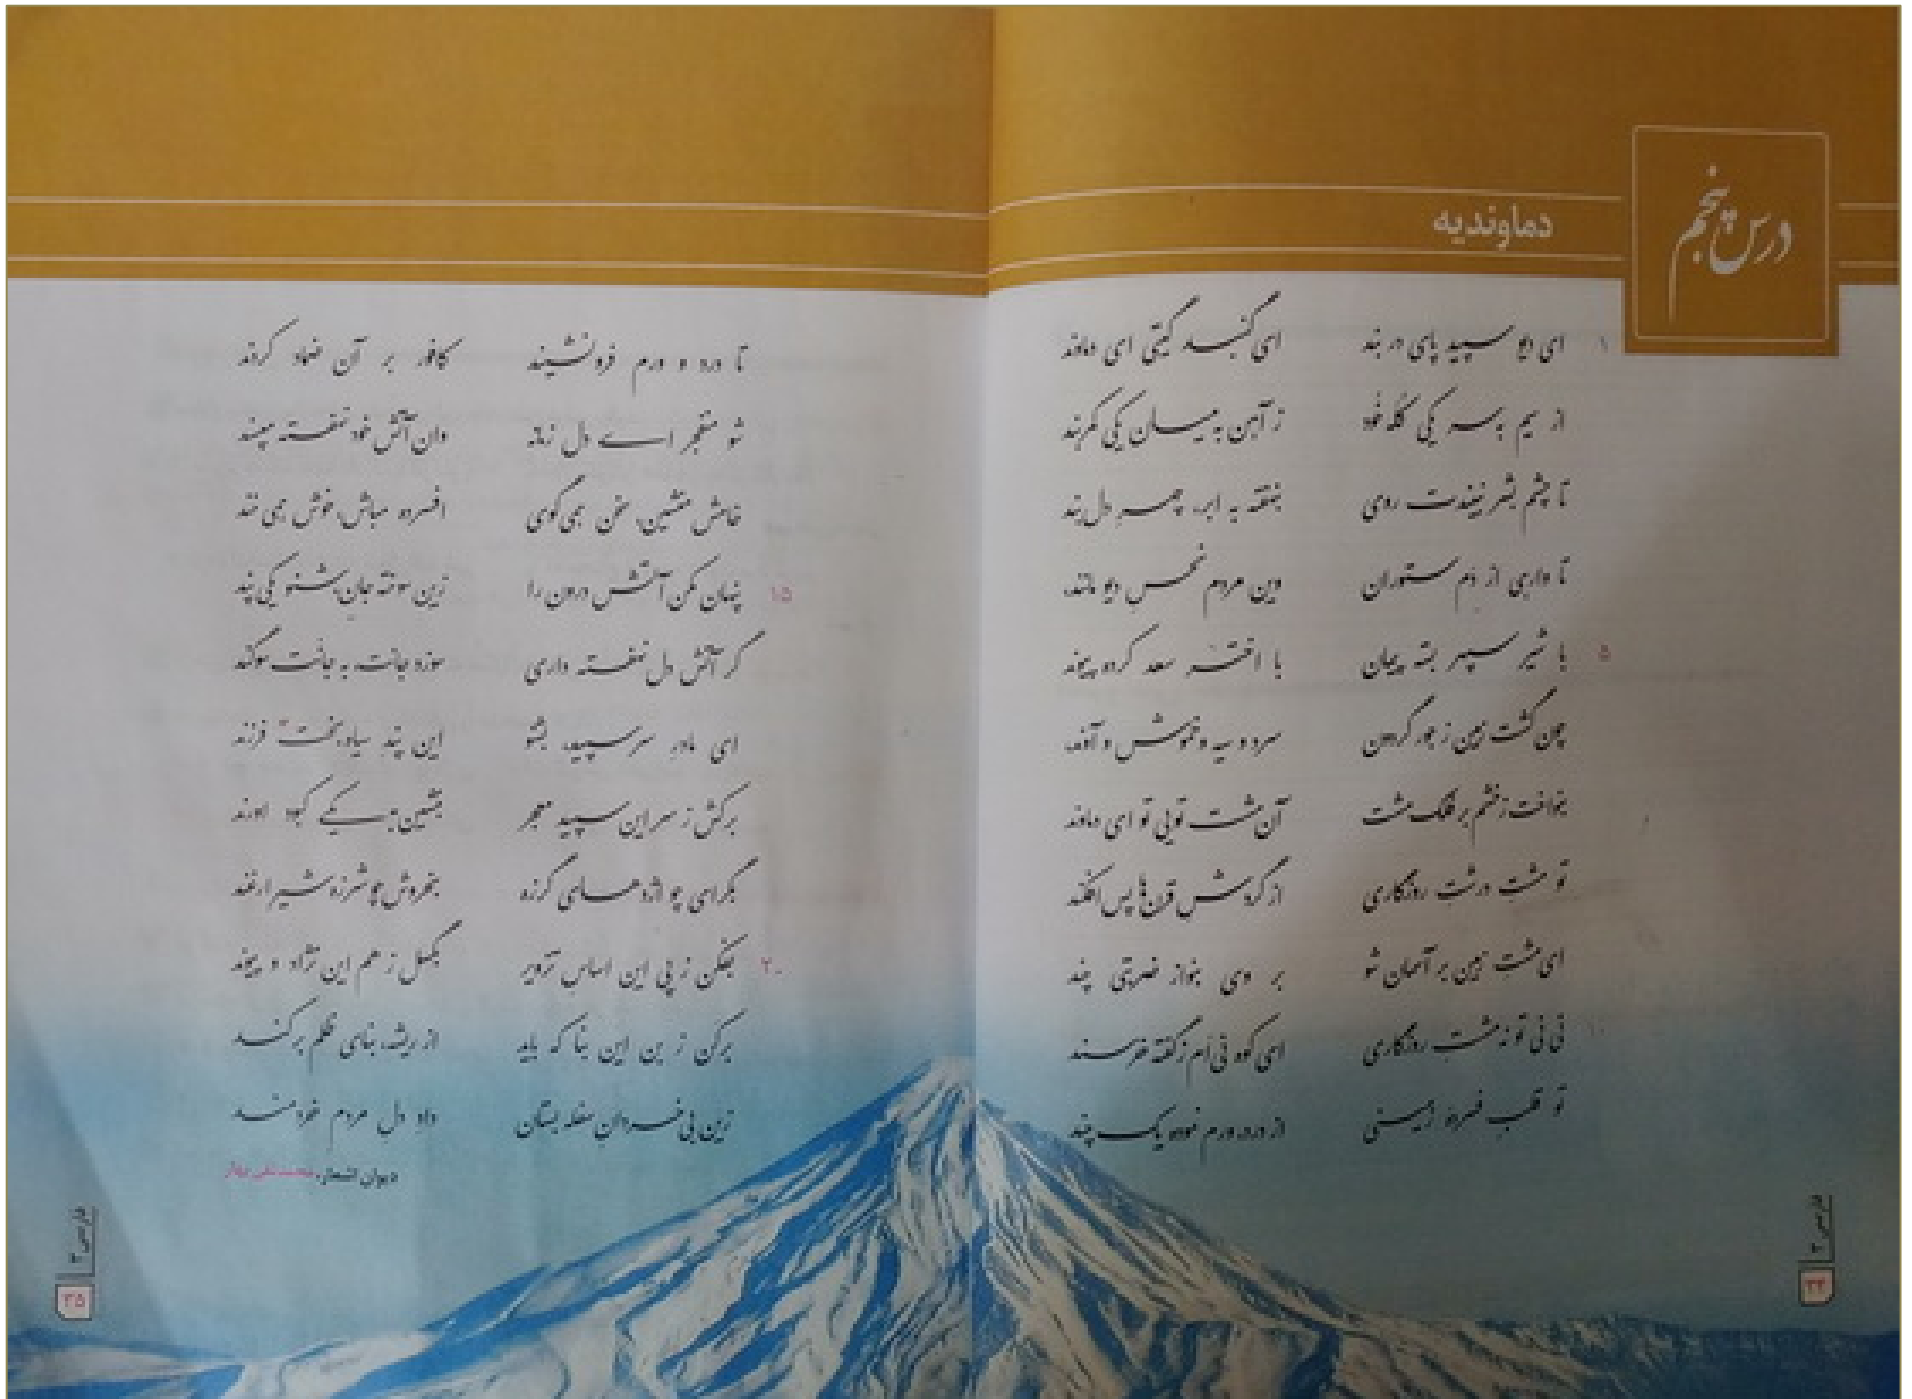 درس پنجم
دماوندیه
۱ ای دیو سپید پای در بند ای گنبد گیتی ای دماوند
از سیم به سر یکی کله خود ز آهن به میان یکی کمربند
تا چشم بشر نبیندت روی بنهفته به ابر، چهر دل بند
تا وارهی از دم ستوران وین مردم نحس دیو مانند
۵ با شیر سپهر بسته پیمان با اختر سعد کرده پیوند
چون گشت زمین ز جور گردون سرد و سیه و خموش و آوند
بنواخت ز خشم بر فلک مشت آن مشت تویی تو ای دماوند
تو مشت درشت روزگاری از گردش قرن‌ها پس افکند
ای مشت زمین بر آسمان شو بر وی بنواز ضربتی چند
۱۰ نی نی تو نه مشت روزگاری ای کوه نی‌ام ز گفته خرسند
تو قلب فسرده زمینی از درد، ورم نموده یک چند
فارسی ۳
۳۴
تا درد و ورم فرو نشیند کافور بر آن ضماد کردند
شو منفجر ای دل زمانه وان آتش خود نهفته مپسند
خامش منشین، سخن همی گوی افسرده مباش، خوش همی خند
۱۵ پنهان مکن آتش درون را زین سوخته جان، شنو یکی پند
گر آتش دل نهفته داری سوزد جانت، به جانت سوگند
ای مادر سر سپید، بشنو این پند سیاه بخت فرزند
برکش ز سر این سپید معجر بنشین به یکی کبود اورند
بگرای چو اژدهای گرزه بخروش چو شرزه شیر ارغند
۲۰ بفکن ز پی این اساس تزویر بگسل ز هم این نژاد و پیوند
برکن ز بن این بنا که باید از ریشه، بنای ظلم برکند
زین بی خردان سفله بستان داد دل مردم خردمند
دیوان اشعار، محمدتقی بهار
فارسی ۳
۳۵